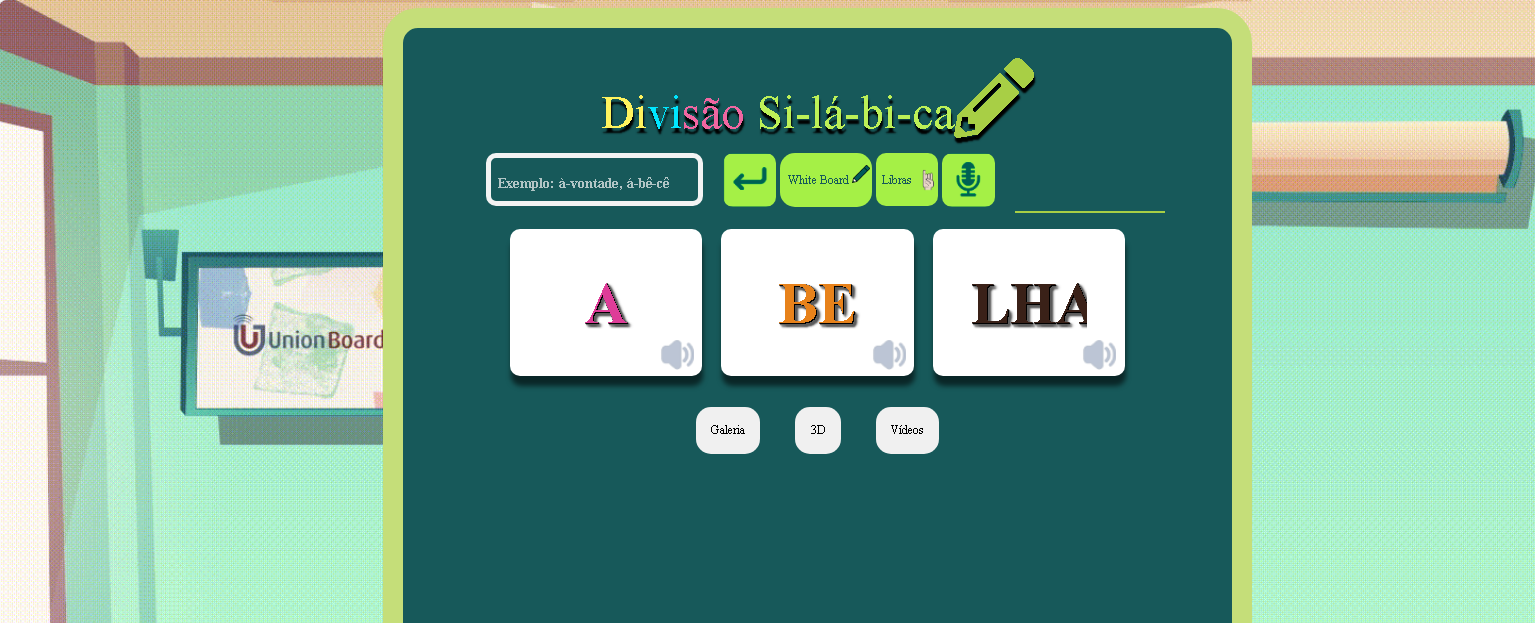 Divisão Si-lá-bi-ca
Exemplo: à-vontade, á-bê-cê
White Board
Libras
A
BE
LHA
UnionBoard
Galeria
3D
Vídeos